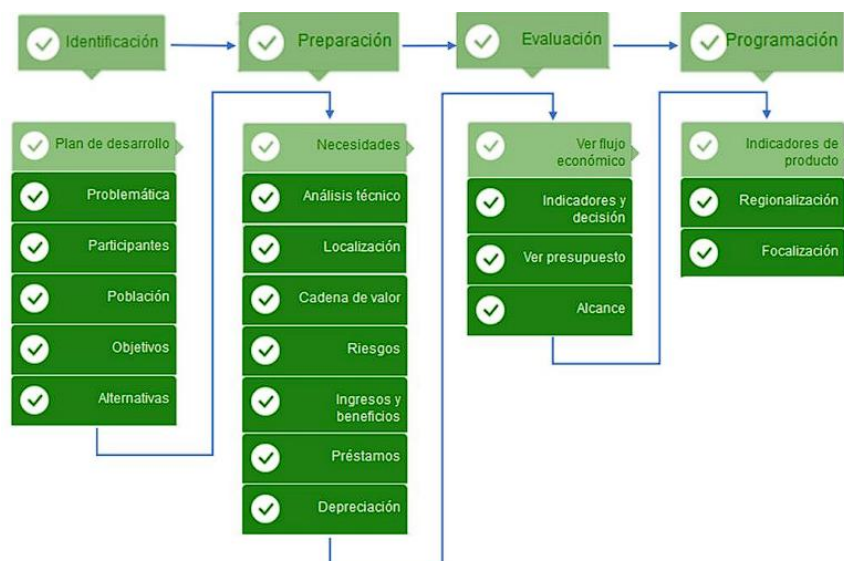 Identificación
Preparación
Evaluación
Programación
Plan de desarrollo
Problemática
Participantes
Población
Objetivos
Alternativas
Necesidades
Análisis técnico
Localización
Cadena de valor
Riesgos
Ingresos y
beneficios
Préstamos
Depreciación
Ver flujo
económico
Indicadores y
decisión
Ver presupuesto
Alcance
Indicadores de
producto
Regionalización
Focalización